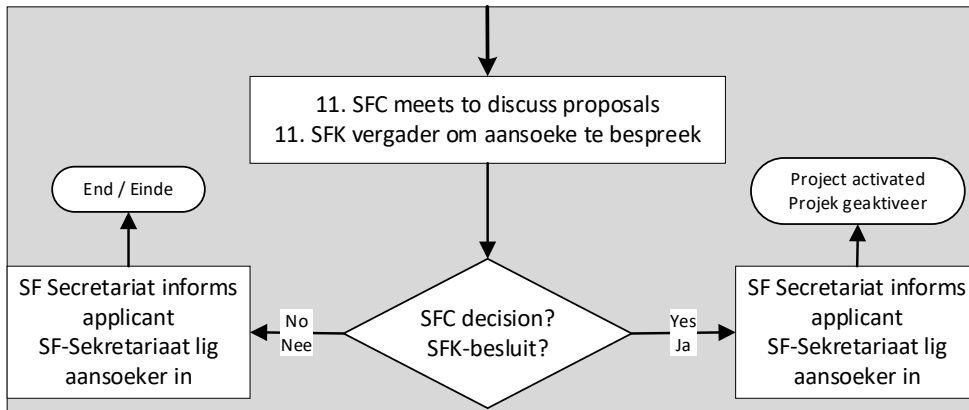 11. SFC meets to discuss proposals
11. SFK vergader om aansoeke te bespreek
End / Einde
Project activated
Projek geaktiveer
SF Secretariat informs
applicant
SF-Sekretariaat lig
aansoeker in
No
Nee
SFC decision?
SFK-besluit?
Yes
Ja
SF Secretariat informs
applicant
SF-Sekretariaat lig
aansoeker in